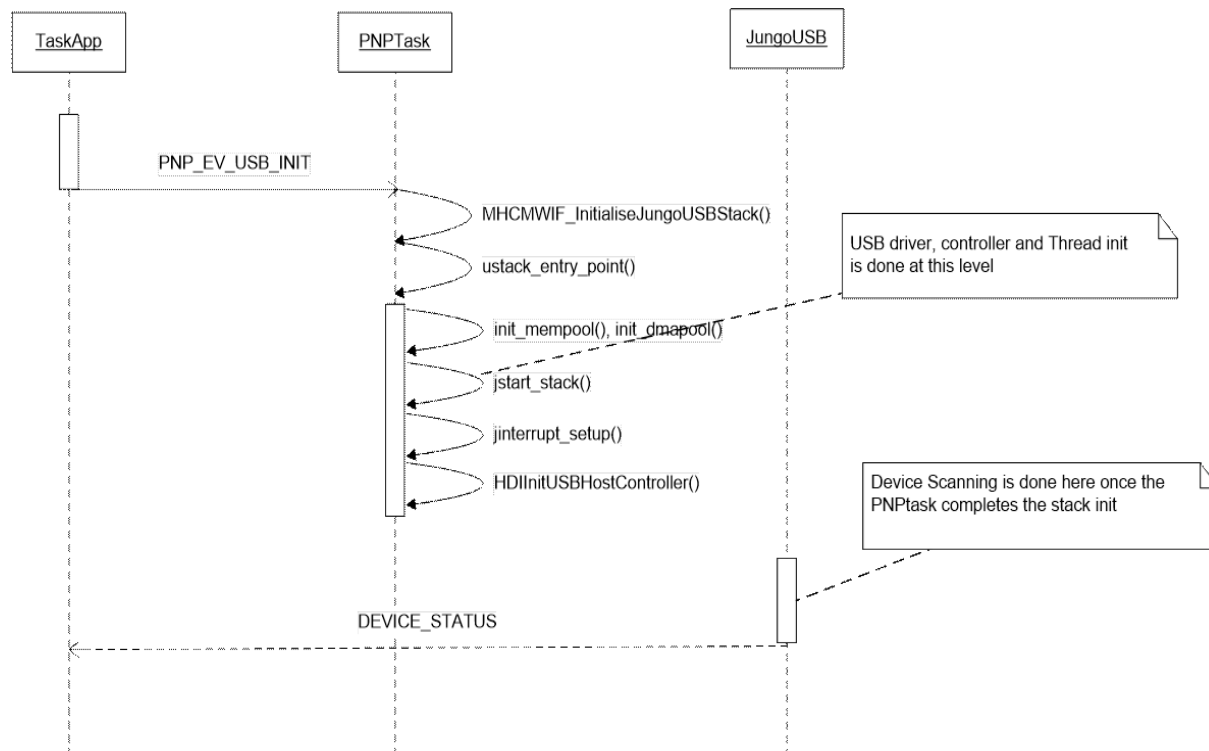 TaskApp
PNPTask
JungoUSB
PNP_EV_USB_INIT
MHCMWIF_InitialiseJungoUSBStack()
USB driver, controller and Thread init
is done at this level
ustack_entry_point()
init_mempool(), init_dmapool()
jstart_stack()
jinterrupt_setup()
HDIInitUSBHostController()
Device Scanning is done here once the
PNPtask completes the stack init
DEVICE_STATUS